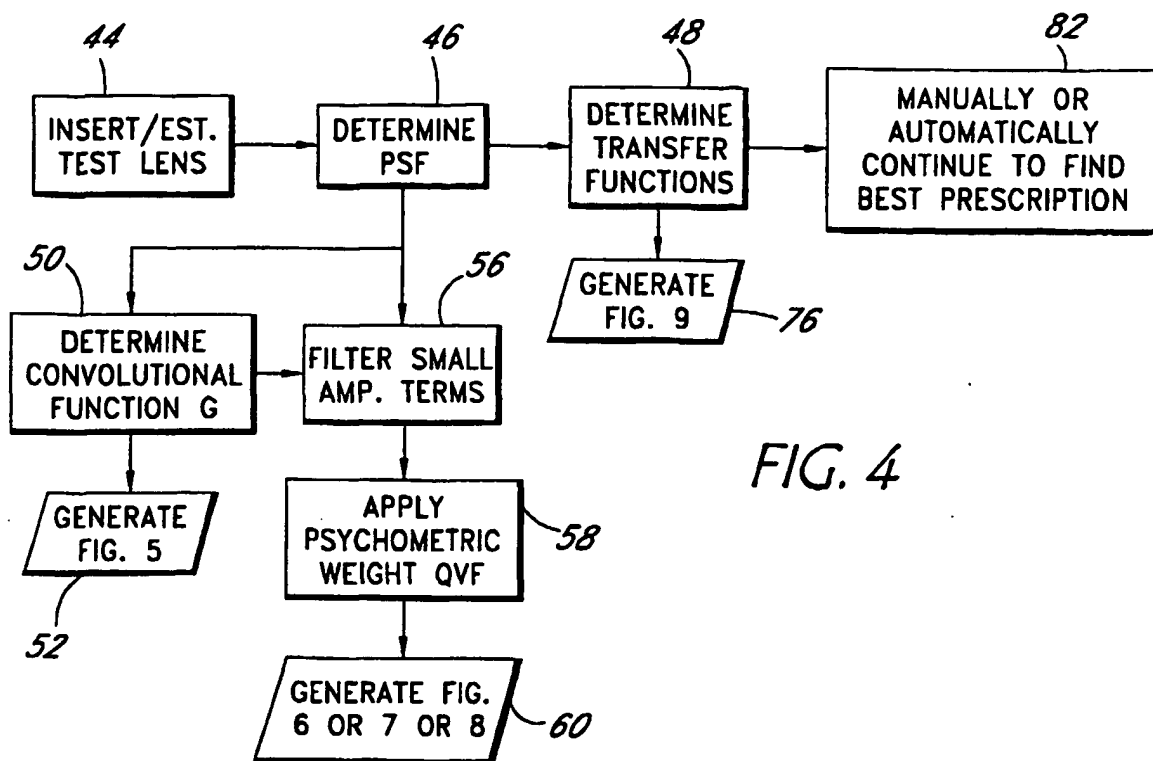 44
46
48
82
INSERT/EST.
TEST LENS
DETERMINE
PSF
DETERMINE
TRANSFER
FUNCTIONS
MANUALLY OR
AUTOMATICALLY
CONTINUE TO FIND
BEST PRESCRIPTION
50
56
GENERATE
FIG. 9
76
DETERMINE
CONVOLUTIONAL
FUNCTION G
FILTER SMALL
AMP. TERMS
FIG. 4
GENERATE
FIG. 5
52
APPLY
PSYCHOMETRIC
WEIGHT QVF
58
GENERATE FIG.
6 OR 7 OR 8
60